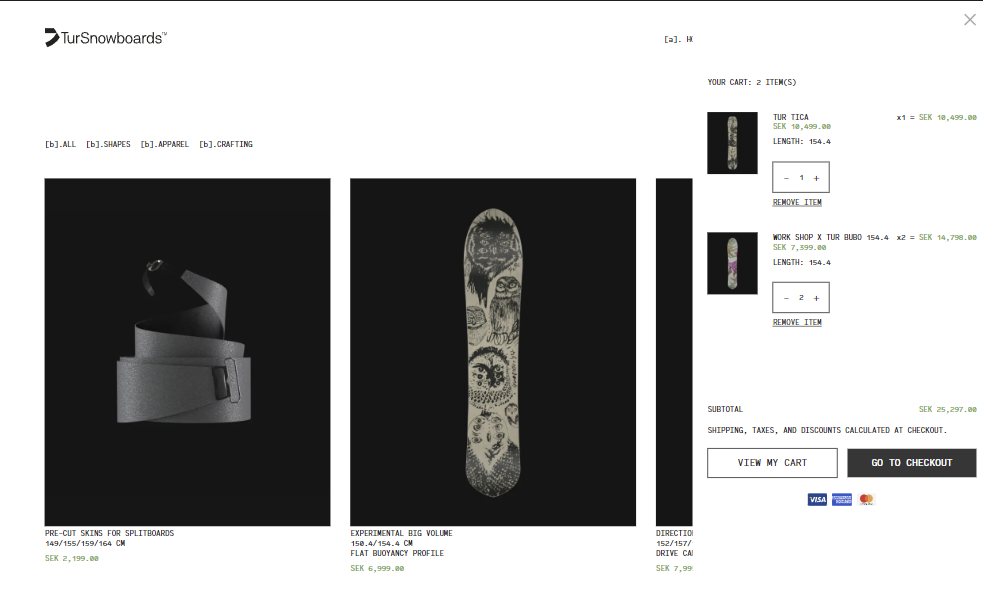 TurSnowboards™
[a]. HO
YOUR CART: 2 ITEM(S)
TUR TICA
x1 = SEK 10,499.00
SEK 10,499.00
LENGTH: 154.4
− 1 +
REMOVE ITEM
WORK SHOP X TUR BUBO 154.4
x2 = SEK 14,798.00
SEK 7,399.00
LENGTH: 154.4
− 2 +
REMOVE ITEM
SUBTOTAL
SEK 25,297.00
SHIPPING, TAXES, AND DISCOUNTS CALCULATED AT CHECKOUT.
VIEW MY CART
GO TO CHECKOUT
VISA
[b].ALL [b].SHAPES [b].APPAREL [b].CRAFTING
PRE-CUT SKINS FOR SPLITBOARDS
149/155/159/164 CM
SEK 2,199.00
EXPERIMENTAL BIG VOLUME
150.4/154.4 CM
FLAT BUOYANCY PROFILE
SEK 6,999.00
DIRECTIO
152/157/
DRIVE CA
SEK 7,99